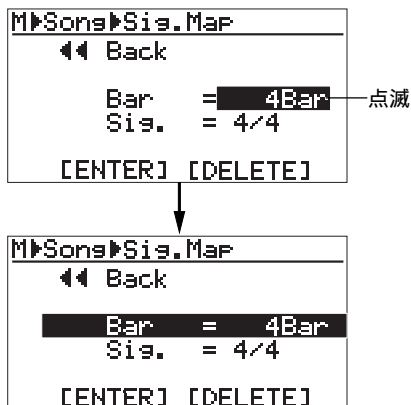 M▶Song▶Sig.Map
◀◀ Back
Bar = 4Bar 点滅
Sig. = 4/4
[ENTER] [DELETE]
M▶Song▶Sig.Map
◀◀ Back
Bar = 4Bar
Sig. = 4/4
[ENTER] [DELETE]